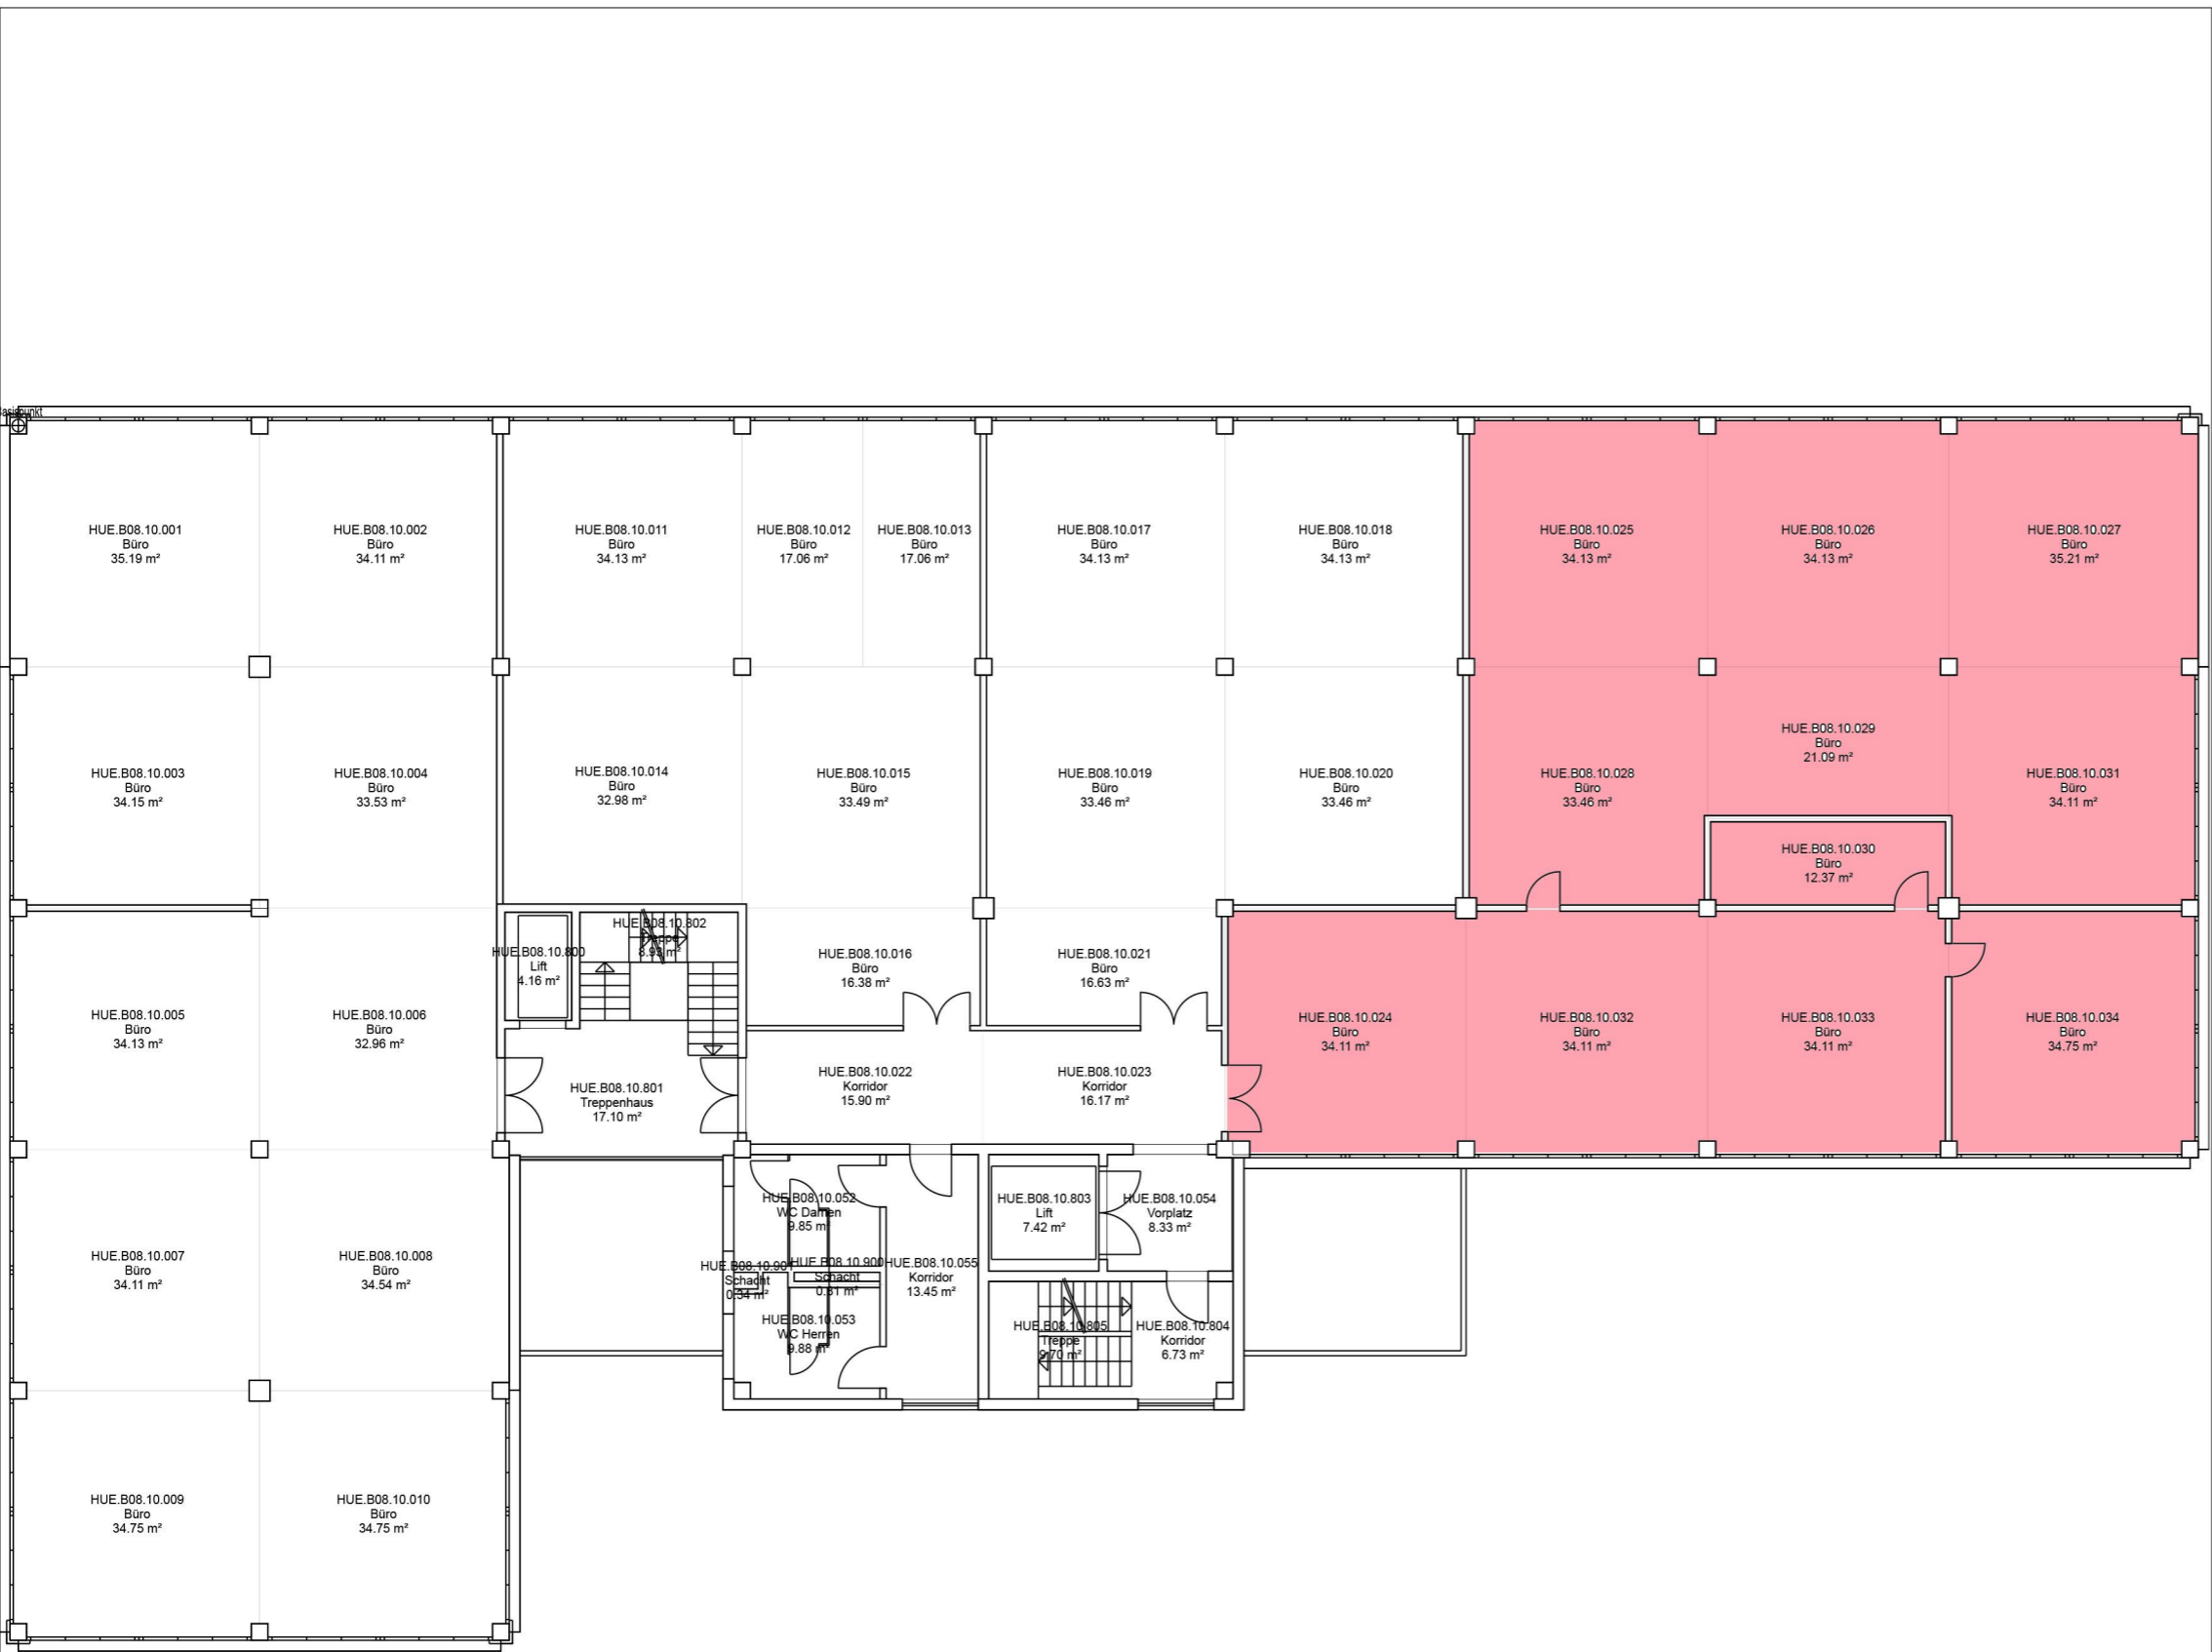 Basispunkt
HUE.B08.10.001
Büro
35.19 m²
HUE.B08.10.002
Büro
34.11 m²
HUE.B08.10.011
Büro
34.13 m²
HUE.B08.10.012
Büro
17.06 m²
HUE.B08.10.013
Büro
17.06 m²
HUE.B08.10.017
Büro
34.13 m²
HUE.B08.10.018
Büro
34.13 m²
HUE.B08.10.025
Büro
34.13 m²
HUE.B08.10.026
Büro
34.13 m²
HUE.B08.10.027
Büro
35.21 m²
HUE.B08.10.003
Büro
34.15 m²
HUE.B08.10.004
Büro
33.53 m²
HUE.B08.10.014
Büro
32.98 m²
HUE.B08.10.015
Büro
33.49 m²
HUE.B08.10.019
Büro
33.46 m²
HUE.B08.10.020
Büro
33.46 m²
HUE.B08.10.028
Büro
33.46 m²
HUE.B08.10.029
Büro
21.09 m²
HUE.B08.10.031
Büro
34.11 m²
HUE.B08.10.030
Büro
12.37 m²
HUE.B08.10.005
Büro
34.13 m²
HUE.B08.10.006
Büro
32.96 m²
HUE.B08.10.800
Lift
4.16 m²
HUE.B08.10.802
Treppe
8.93 m²
HUE.B08.10.016
Büro
16.38 m²
HUE.B08.10.021
Büro
16.63 m²
HUE.B08.10.024
Büro
34.11 m²
HUE.B08.10.032
Büro
34.11 m²
HUE.B08.10.033
Büro
34.11 m²
HUE.B08.10.034
Büro
34.75 m²
HUE.B08.10.801
Treppenhaus
17.10 m²
HUE.B08.10.022
Korridor
15.90 m²
HUE.B08.10.023
Korridor
16.17 m²
HUE.B08.10.007
Büro
34.11 m²
HUE.B08.10.008
Büro
34.54 m²
HUE.B08.10.052
WC Damen
9.85 m²
HUE.B08.10.803
Lift
7.42 m²
HUE.B08.10.054
Vorplatz
8.33 m²
HUE.B08.10.901
Schacht
0.34 m²
HUE.B08.10.900
Schacht
0.81 m²
HUE.B08.10.055
Korridor
13.45 m²
HUE.B08.10.053
WC Herren
9.88 m²
HUE.B08.10.805
Treppe
9.70 m²
HUE.B08.10.804
Korridor
6.73 m²
HUE.B08.10.009
Büro
34.75 m²
HUE.B08.10.010
Büro
34.75 m²